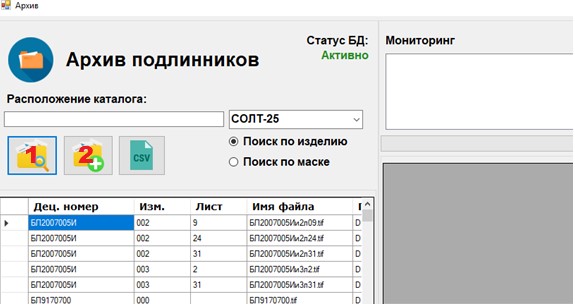 Архив
Статус БД:
Активно
Мониторинг
Архив подлинников
Расположение каталога:
СОЛТ-25
1
2
CSV
Поиск по изделию
Поиск по маске
Дец. номер Изм. Лист Имя файла
БП2007005И 002 9 БП2007005Ии2л09.tif D
БП2007005И 002 24 БП2007005Ии2л24.tif D
БП2007005И 002 31 БП2007005Ии2л31.tif D
БП2007005И 003 2 БП2007005Ии3л2.tif D
БП2007005И 003 31 БП2007005Ии3л31.tif D
БП9170700 000 БП9170700.tif D